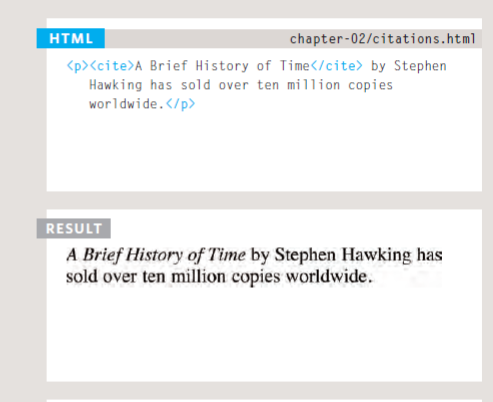 HTML
chapter-02/citations.html
<p><cite>A Brief History of Time</cite> by Stephen
Hawking has sold over ten million copies
worldwide.</p>
RESULT
A Brief History of Time by Stephen Hawking has
sold over ten million copies worldwide.